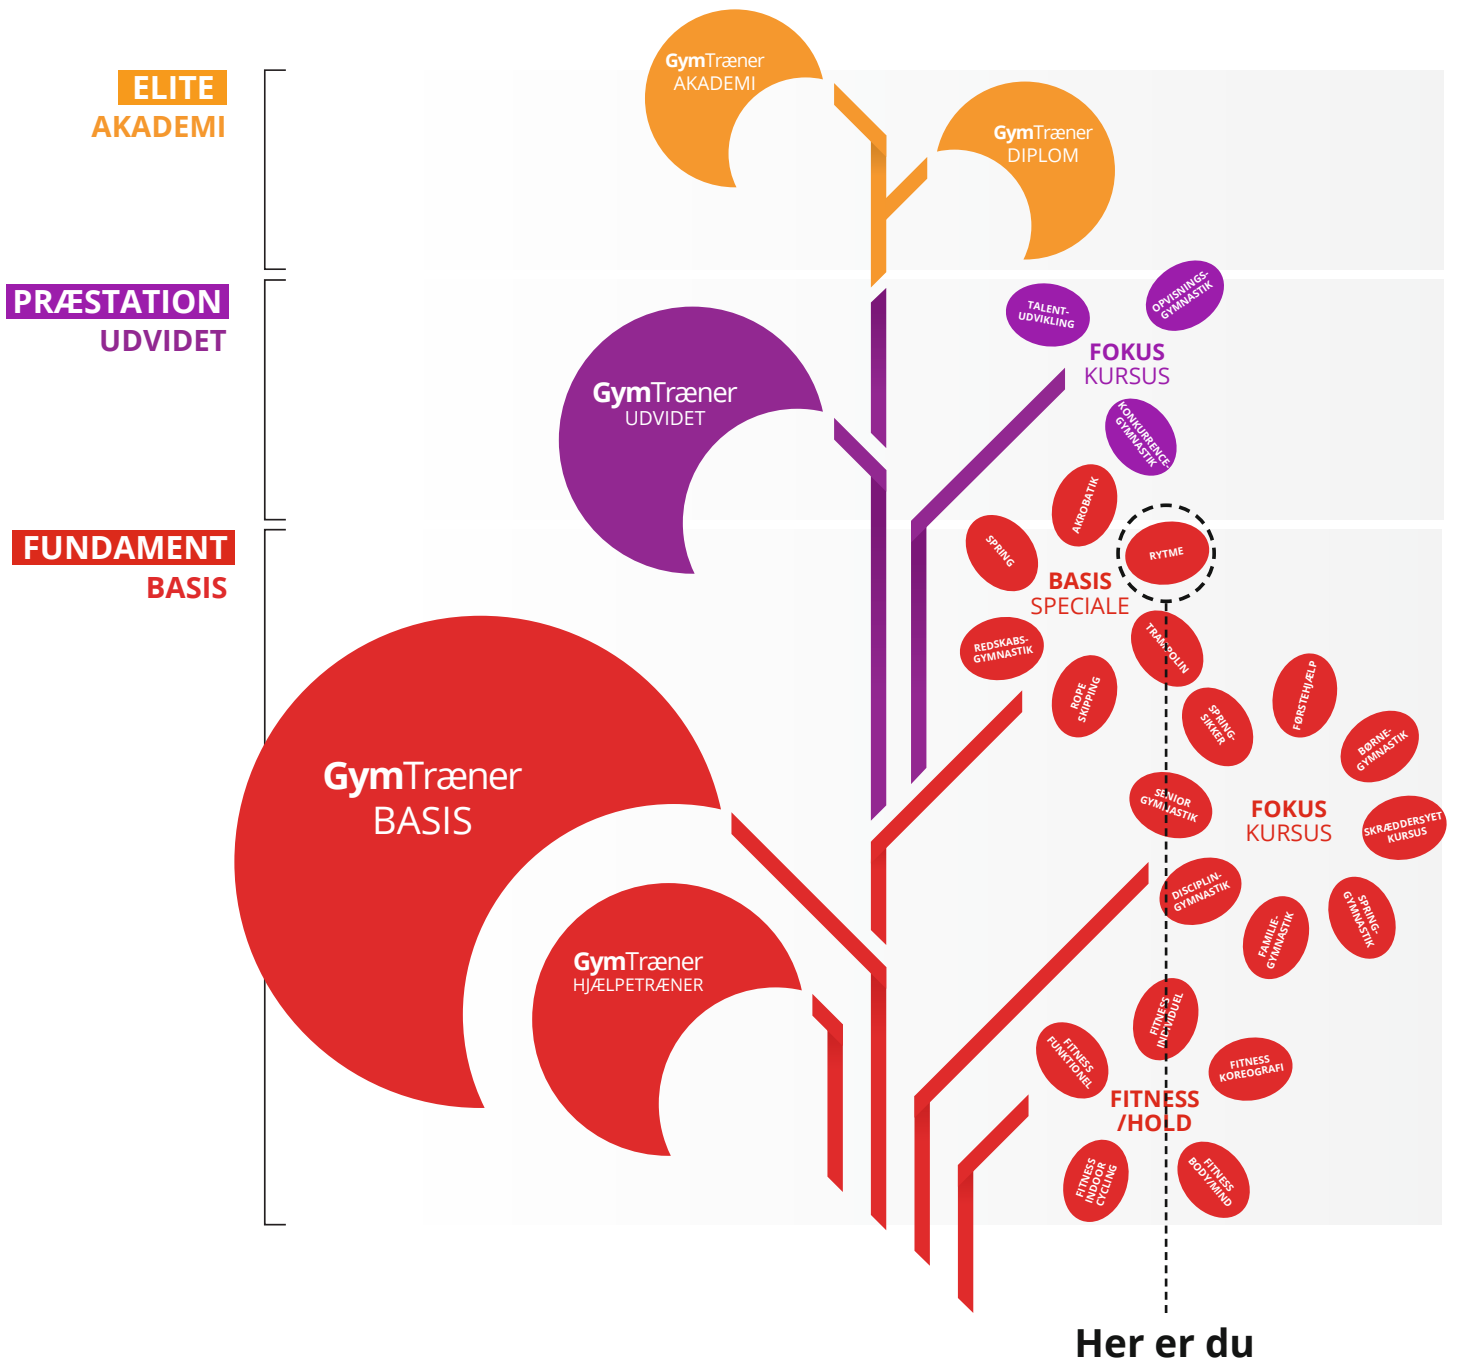 ELITE
AKADEMI
GymTræner
AKADEMI
GymTræner
DIPLOM
PRÆSTATION
UDVIDET
GymTræner
UDVIDET
TALENT-
UDVIKLING
OPVISNINGS-
GYMNASTIK
FOKUS
KURSUS
KONKURRENCE-
GYMNASTIK
FUNDAMENT
BASIS
AKROBATIK
SPRING
RYTME
BASIS
SPECIALE
REDSKABS-
GYMNASTIK
TRAMPOLIN
ROPE
SKIPPING
SPRING-
SIKKER
FØRSTEHJÆLP
BØRNE-
GYMNASTIK
SENIOR
GYMNASTIK
FOKUS
KURSUS
SKRÆDDERSYET
KURSUS
DISCIPLIN-
GYMNASTIK
FAMILIE-
GYMNASTIK
SPRING-
GYMNASTIK
GymTræner
BASIS
GymTræner
HJÆLPETRÆNER
FITNESS
INDIVIDUEL
FITNESS
FUNKTIONEL
FITNESS
KOREOGRAFI
FITNESS
/HOLD
FITNESS
INDOOR
CYCLING
FITNESS
BODY/MIND
Her er du